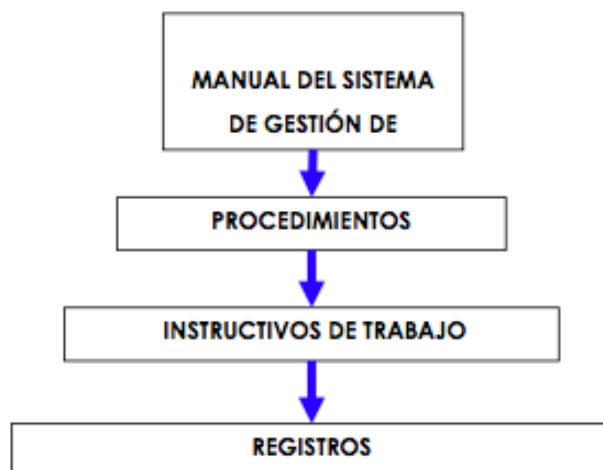 MANUAL DEL SISTEMA
DE GESTIÓN DE
PROCEDIMIENTOS
INSTRUCTIVOS DE TRABAJO
REGISTROS